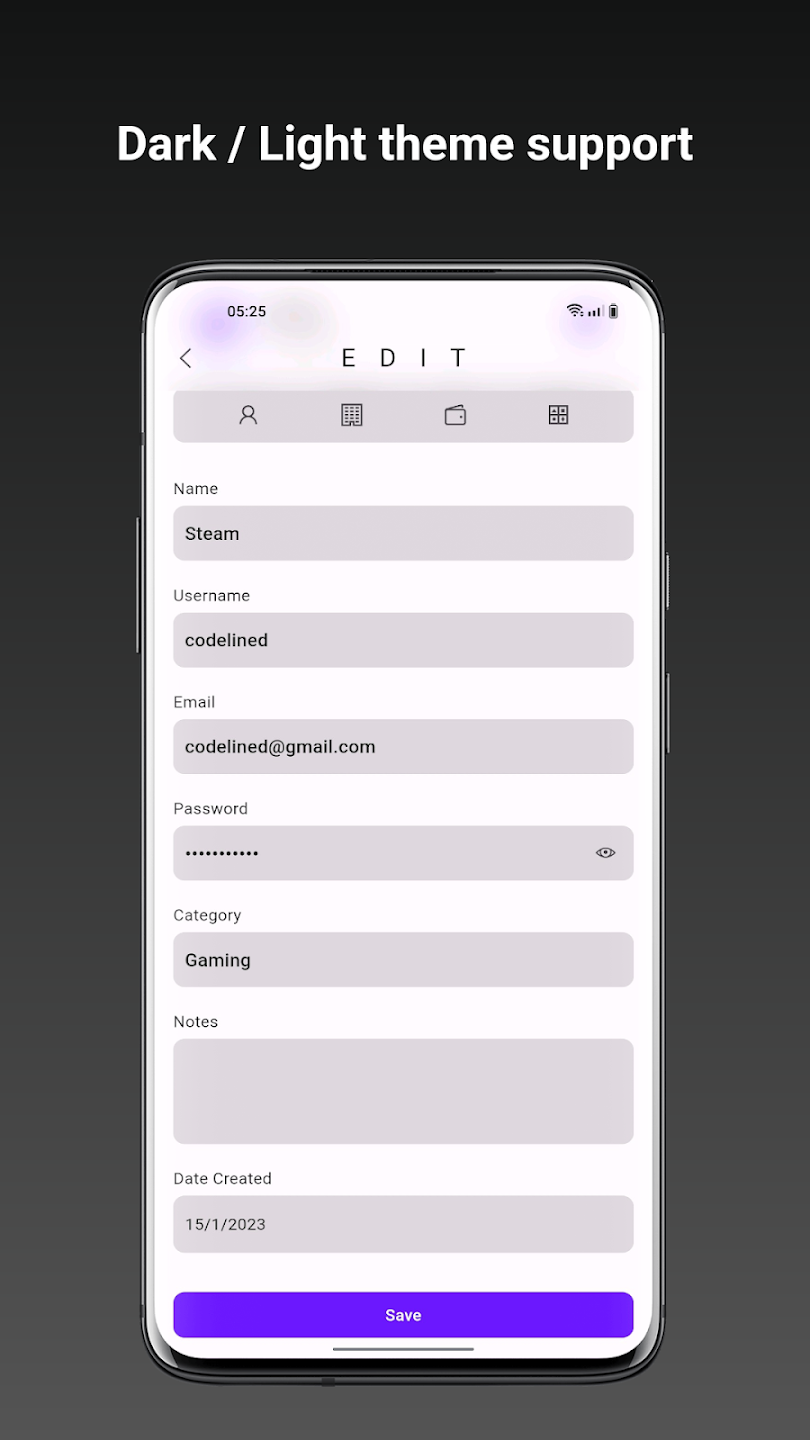 Dark / Light theme support
05:25
E D I T
Name
Steam
Username
codelined
Email
codelined@gmail.com
Password
•••••••••••
Category
Gaming
Notes
Date Created
15/1/2023
Save